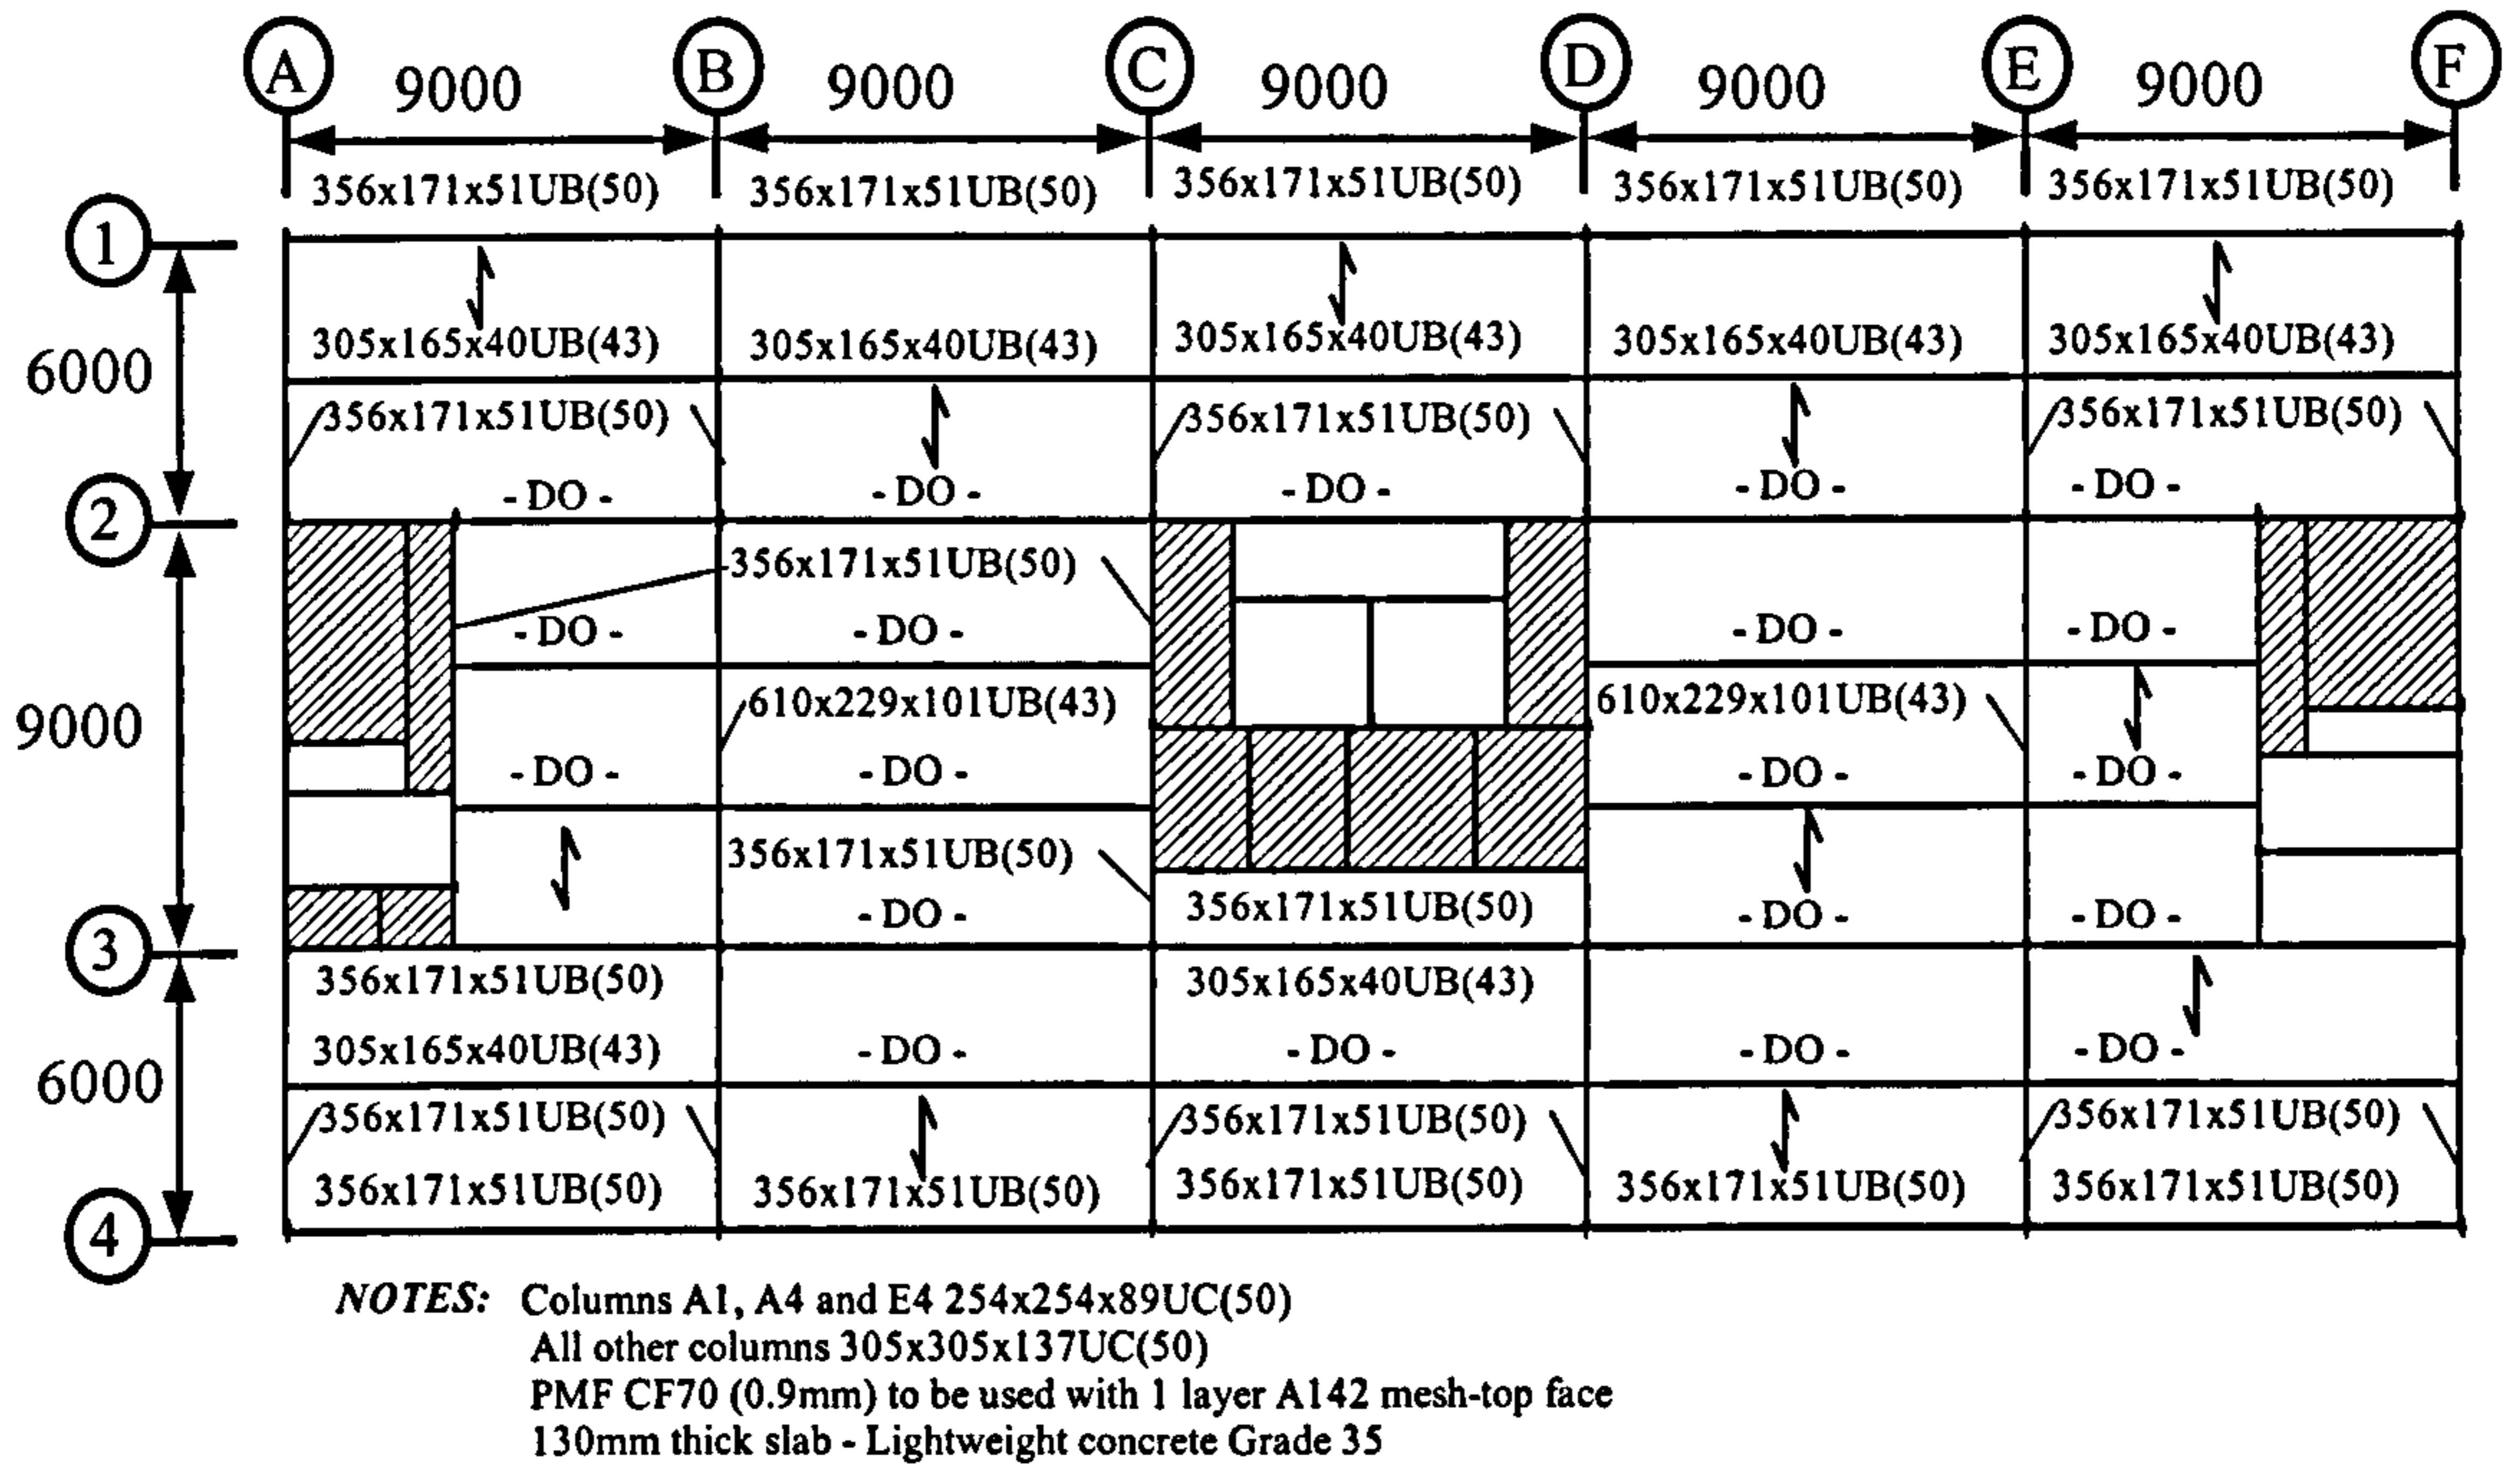 A B C D E F
9000 9000 9000 9000 9000
356x171x51UB(50) 356x171x51UB(50) 356x171x51UB(50) 356x171x51UB(50) 356x171x51UB(50)
1
305x165x40UB(43) 305x165x40UB(43) 305x165x40UB(43) 305x165x40UB(43) 305x165x40UB(43)
6000
356x171x51UB(50) 356x171x51UB(50) 356x171x51UB(50)
- DO - - DO - - DO - - DO - - DO -
2
356x171x51UB(50)
- DO - - DO - - DO - - DO -
610x229x101UB(43) 610x229x101UB(43)
9000
- DO - - DO - - DO - - DO -
356x171x51UB(50)
- DO - 356x171x51UB(50) - DO - - DO -
3
356x171x51UB(50) 305x165x40UB(43)
305x165x40UB(43) - DO - - DO - - DO - - DO -
6000
356x171x51UB(50) 356x171x51UB(50) 356x171x51UB(50)
356x171x51UB(50) 356x171x51UB(50) 356x171x51UB(50) 356x171x51UB(50) 356x171x51UB(50)
4
NOTES: Columns A1, A4 and E4 254x254x89UC(50)
All other columns 305x305x137UC(50)
PMF CF70 (0.9mm) to be used with 1 layer A142 mesh-top face
130mm thick slab - Lightweight concrete Grade 35